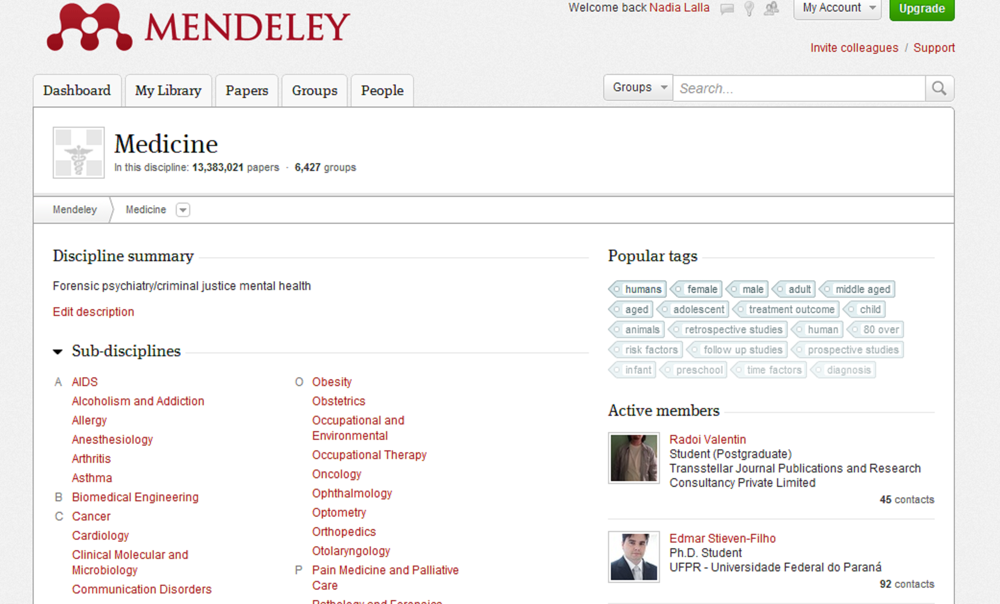 MENDELEY
Welcome back Nadia Lalla
My Account
Upgrade
Invite colleagues / Support
Dashboard
My Library
Papers
Groups
People
Groups
Search...
Medicine
In this discipline: 13,383,021 papers · 6,427 groups
Mendeley
Medicine
Discipline summary
Forensic psychiatry/criminal justice mental health
Edit description
Sub-disciplines
A AIDS
Alcoholism and Addiction
Allergy
Anesthesiology
Arthritis
Asthma
B Biomedical Engineering
C Cancer
Cardiology
Clinical Molecular and
Microbiology
Communication Disorders
O Obesity
Obstetrics
Occupational and
Environmental
Occupational Therapy
Oncology
Ophthalmology
Optometry
Orthopedics
Otolaryngology
P Pain Medicine and Palliative
Care
Pathology and Forensics
Popular tags
humans female male adult middle aged
aged adolescent treatment outcome child
animals retrospective studies human 80 over
risk factors follow up studies prospective studies
infant preschool time factors diagnosis
Active members
Radoi Valentin
Student (Postgraduate)
Transstellar Journal Publications and Research
Consultancy Private Limited
45 contacts
Edmar Stieven-Filho
Ph.D. Student
UFPR - Universidade Federal do Paraná
92 contacts